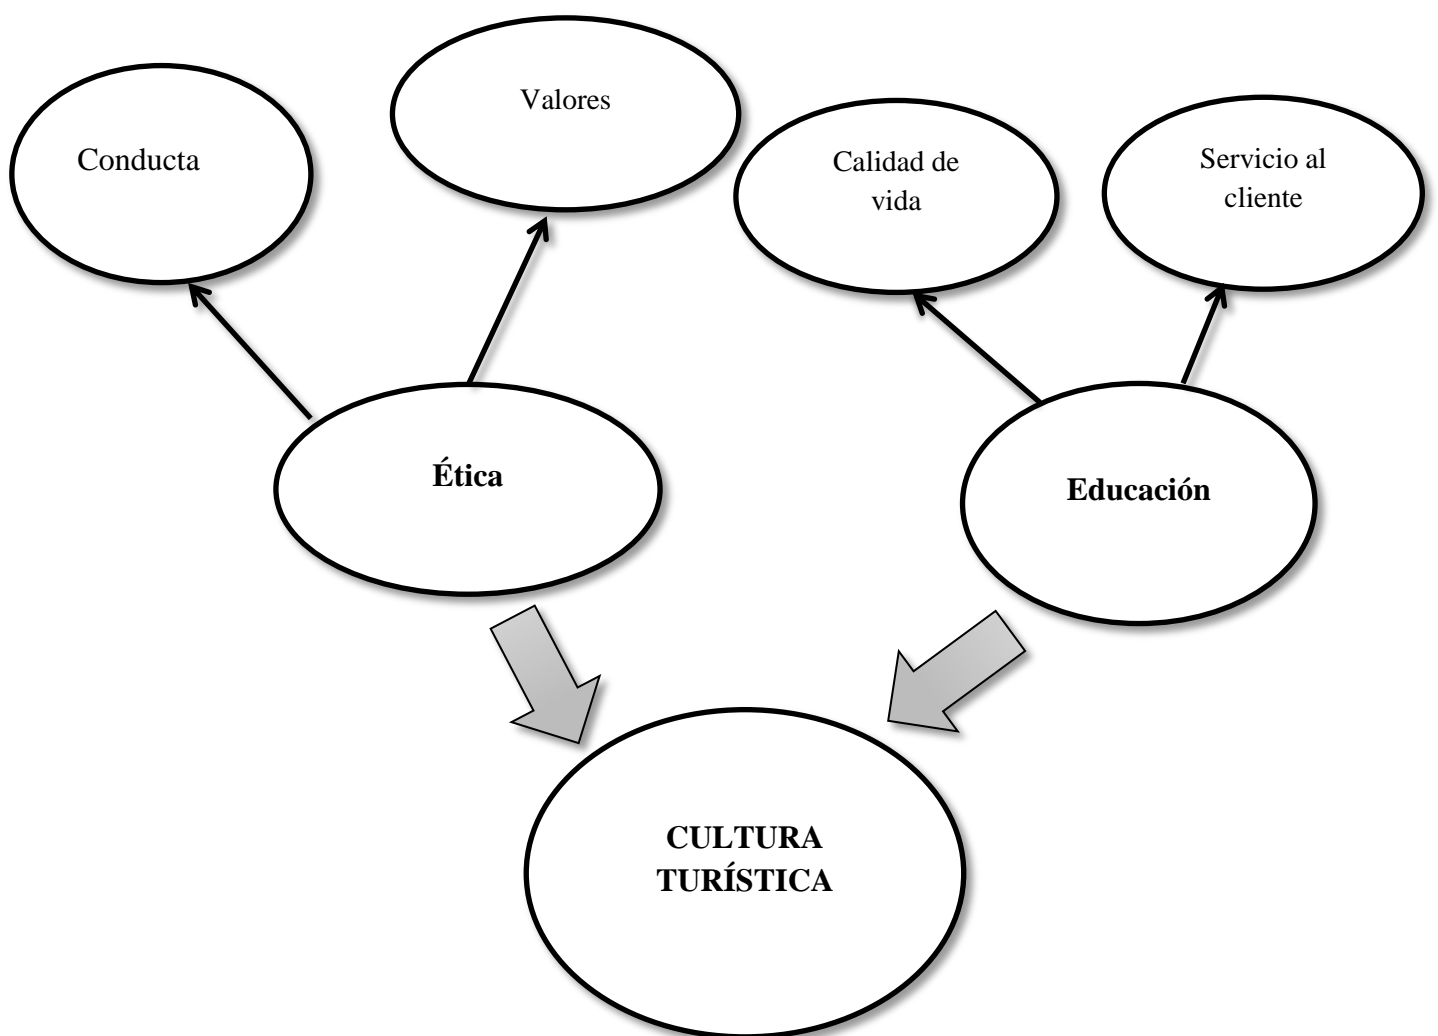 Valores
Conducta
Calidad de
vida
Servicio al
cliente
Ética
Educación
CULTURA
TURÍSTICA